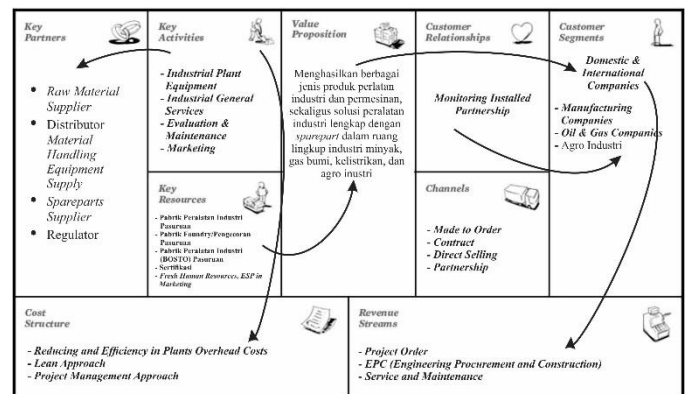 Key
Partners
• Raw Material
Supplier
• Distributor
Material
Handling
Equipment
Supply
• Spareparts
Supplier
• Regulator
Key
Activities
- Industrial Plant
Equipment
- Industrial General
Services
- Evaluation &
Maintenance
- Marketing
Key
Resources
- Pabrik Peralatan Industri
Pasuruan
- Pabrik Foundry/Pengecoran
Pasuruan
- Pabrik Peralatan Industri
(BOSTO) Pasuruan
- Sertifikasi
- Fresh Human Resources, ESP in
Marketing
Value
Proposition
Menghasilkan berbagai
jenis produk perlatan
industri dan permesinan,
sekaligus solusi peralatan
industri lengkap dengan
sparepart dalam ruang
lingkup industri minyak,
gas bumi, kelistrikan, dan
agro inustri
Customer
Relationships
Monitoring Installed
Partnership
Channels
- Made to Order
- Contract
- Direct Selling
- Partnership
Customer
Segments
Domestic &
International
Companies
- Manufacturing
Companies
- Oil & Gas Companies
- Agro Industri
Cost
Structure
- Reducing and Efficiency in Plants Overhead Costs
- Lean Approach
- Project Management Approach
Revenue
Streams
- Project Order
- EPC (Engineering Procurement and Construction)
- Service and Maintenance